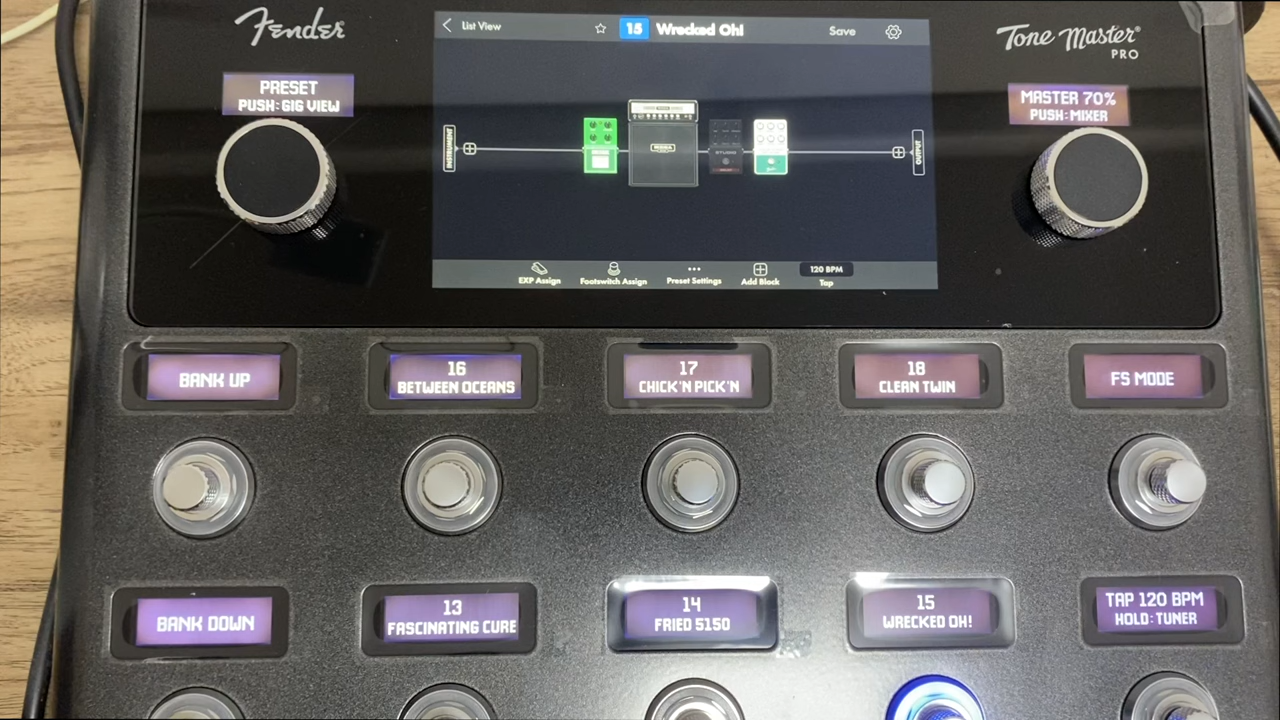 Fender
List View
15 Wrecked Oh!
Save
Tone Master
PRO
PRESET
PUSH: GIG VIEW
MASTER 70%
PUSH: MIXER
INSTRUMENT
OUTPUT
STUDIO
EXP Assign
Footswitch Assign
Preset Settings
Add Block
120 BPM
Tap
BANK UP
16
BETWEEN OCEANS
17
CHICK'N PICK'N
18
CLEAN TWIN
FS MODE
BANK DOWN
13
FASCINATING CURE
14
FRIED 5150
15
WRECKED OH!
TAP 120 BPM
HOLD: TUNER